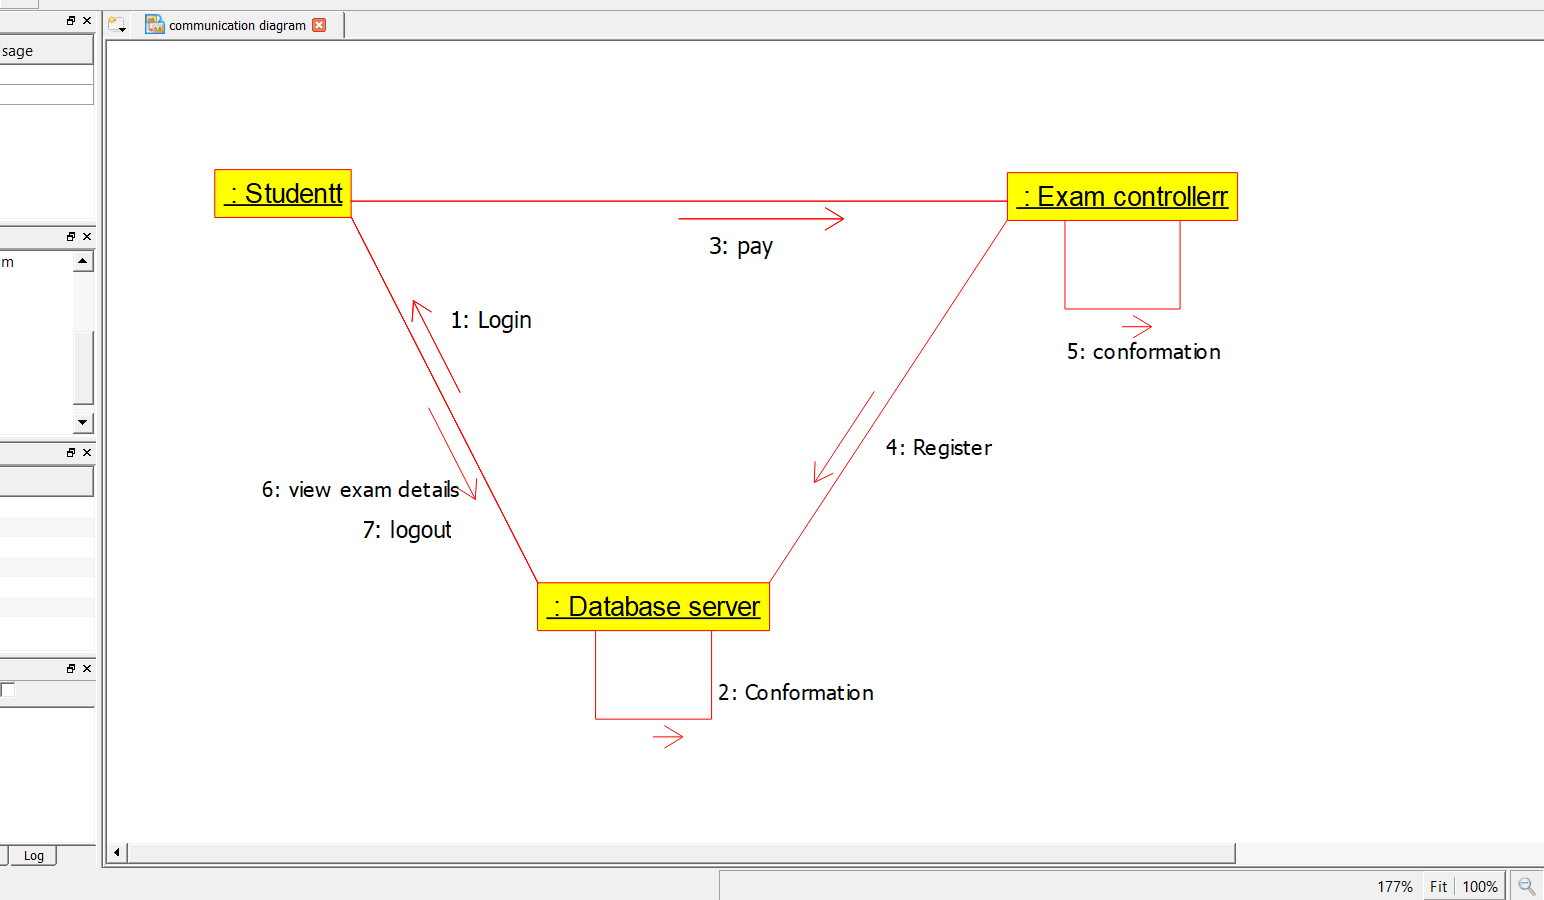 communication diagram
sage
: Studentt
: Exam controllerr
3: pay
m
1: Login
5: conformation
4: Register
6: view exam details
7: logout
: Database server
2: Conformation
Log
177% Fit 100%